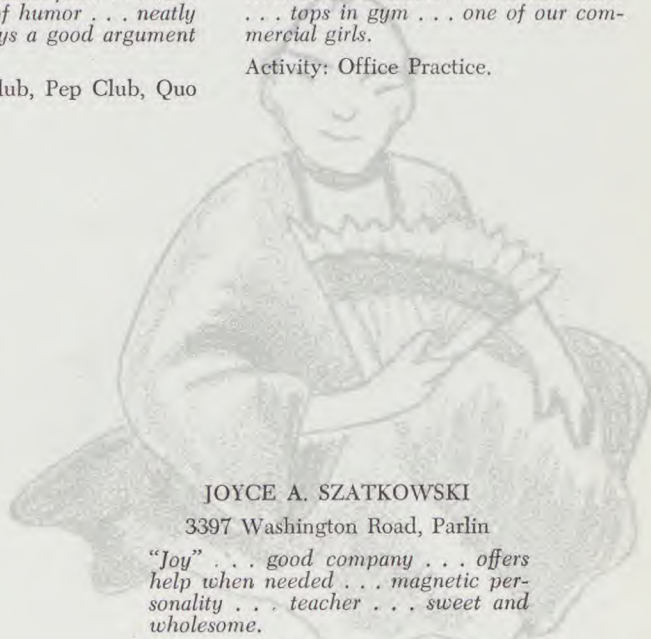 of humor . . . neatly
ys a good argument
lub, Pep Club, Quo
. . . tops in gym . . . one of our com-
mercial girls.
Activity: Office Practice.
JOYCE A. SZATKOWSKI
3397 Washington Road, Parlin
"Joy" . . . good company . . . offers
help when needed . . . magnetic per-
sonality . . . teacher . . . sweet and
wholesome.